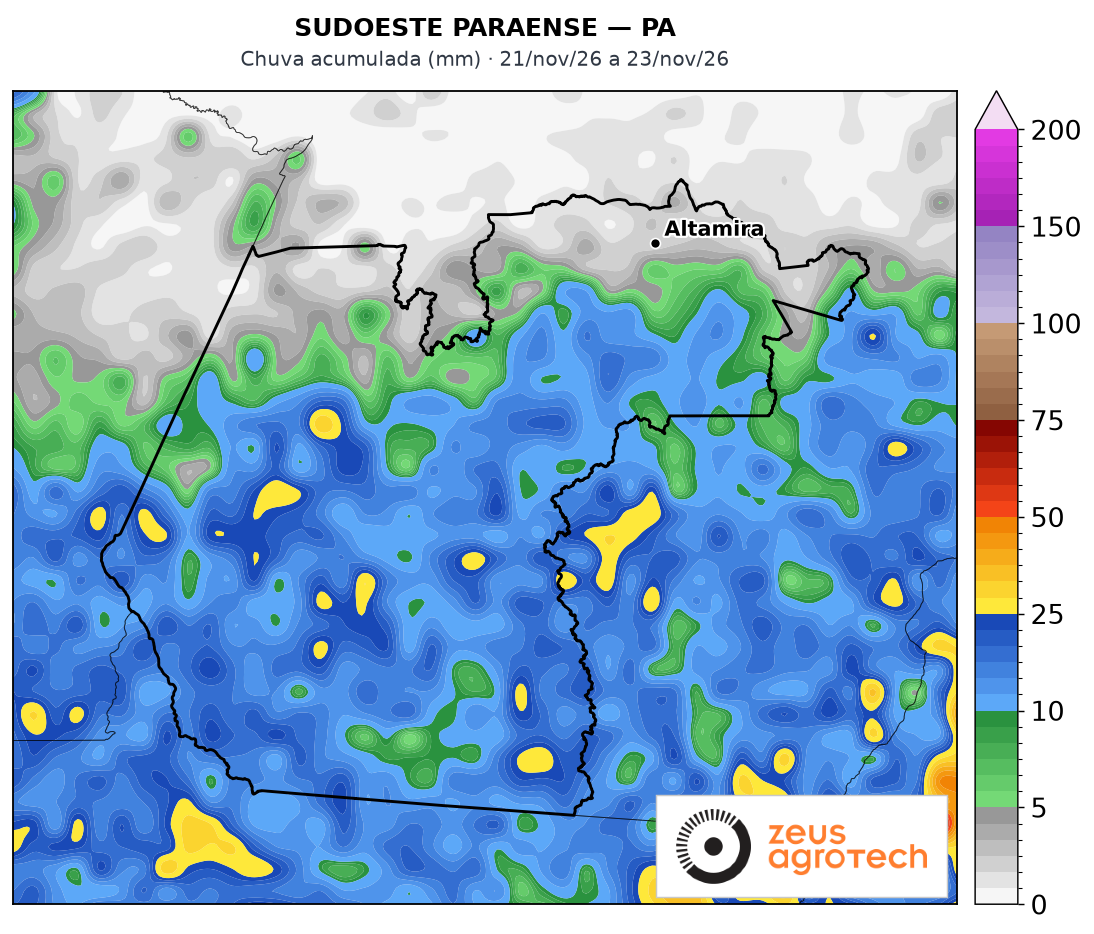 SUDOESTE PARAENSE — PA
Chuva acumulada (mm) · 21/nov/26 a 23/nov/26
Altamira
200
150
100
75
50
25
10
5
0
zeus
agrotech